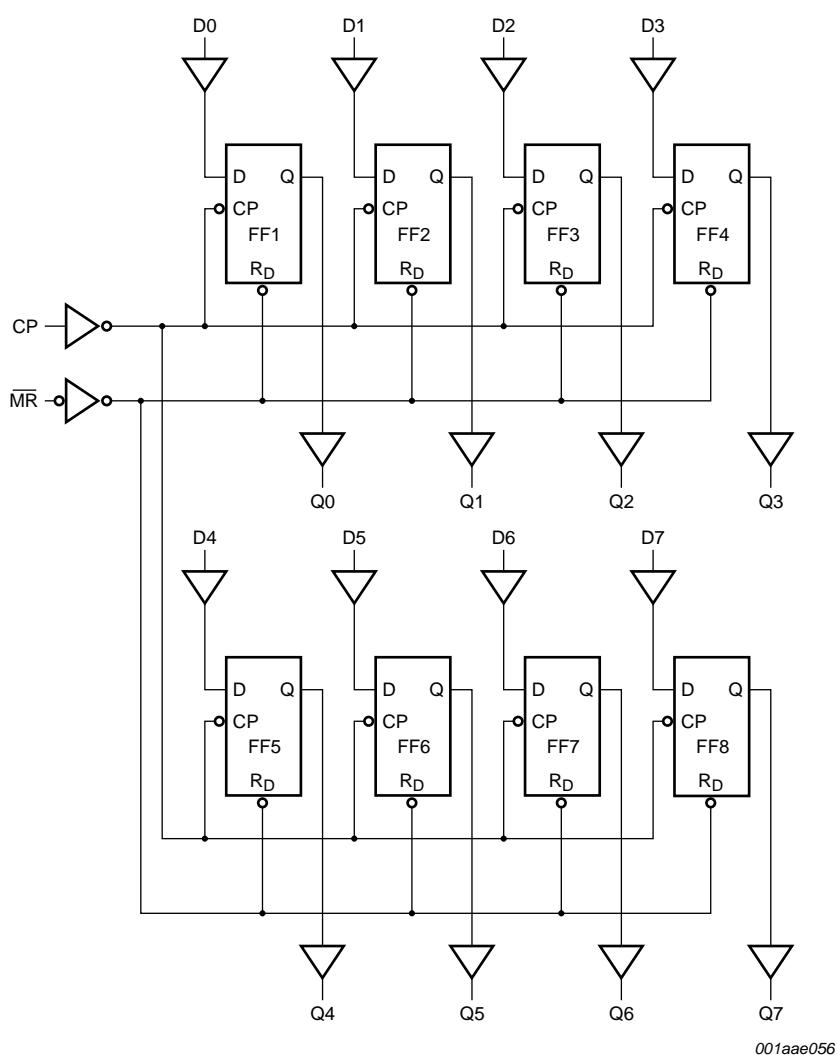 D0 D1 D2 D3
D Q D Q D Q D Q
CP CP CP CP
FF1 FF2 FF3 FF4
RD RD RD RD
CP
MR
Q0 Q1 Q2 Q3
D4 D5 D6 D7
D Q D Q D Q D Q
CP CP CP CP
FF5 FF6 FF7 FF8
RD RD RD RD
Q4 Q5 Q6 Q7
001aae056